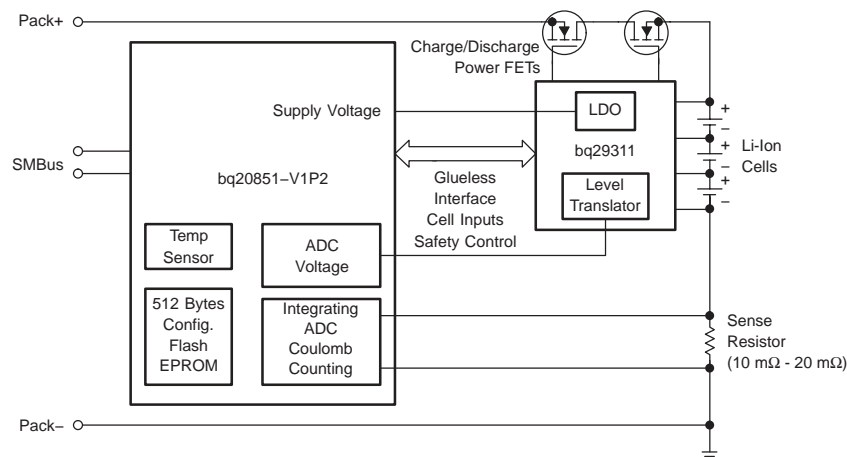 Pack+
Charge/Discharge
Power FETs
Supply Voltage
LDO
bq29311
+
−
+
−
+
−
Li-Ion
Cells
SMBus
bq20851−V1P2
Glueless
Interface
Cell Inputs
Safety Control
Level
Translator
Temp
Sensor
ADC
Voltage
512 Bytes
Config.
Flash
EPROM
Integrating
ADC
Coulomb
Counting
Sense
Resistor
(10 mΩ - 20 mΩ)
Pack−